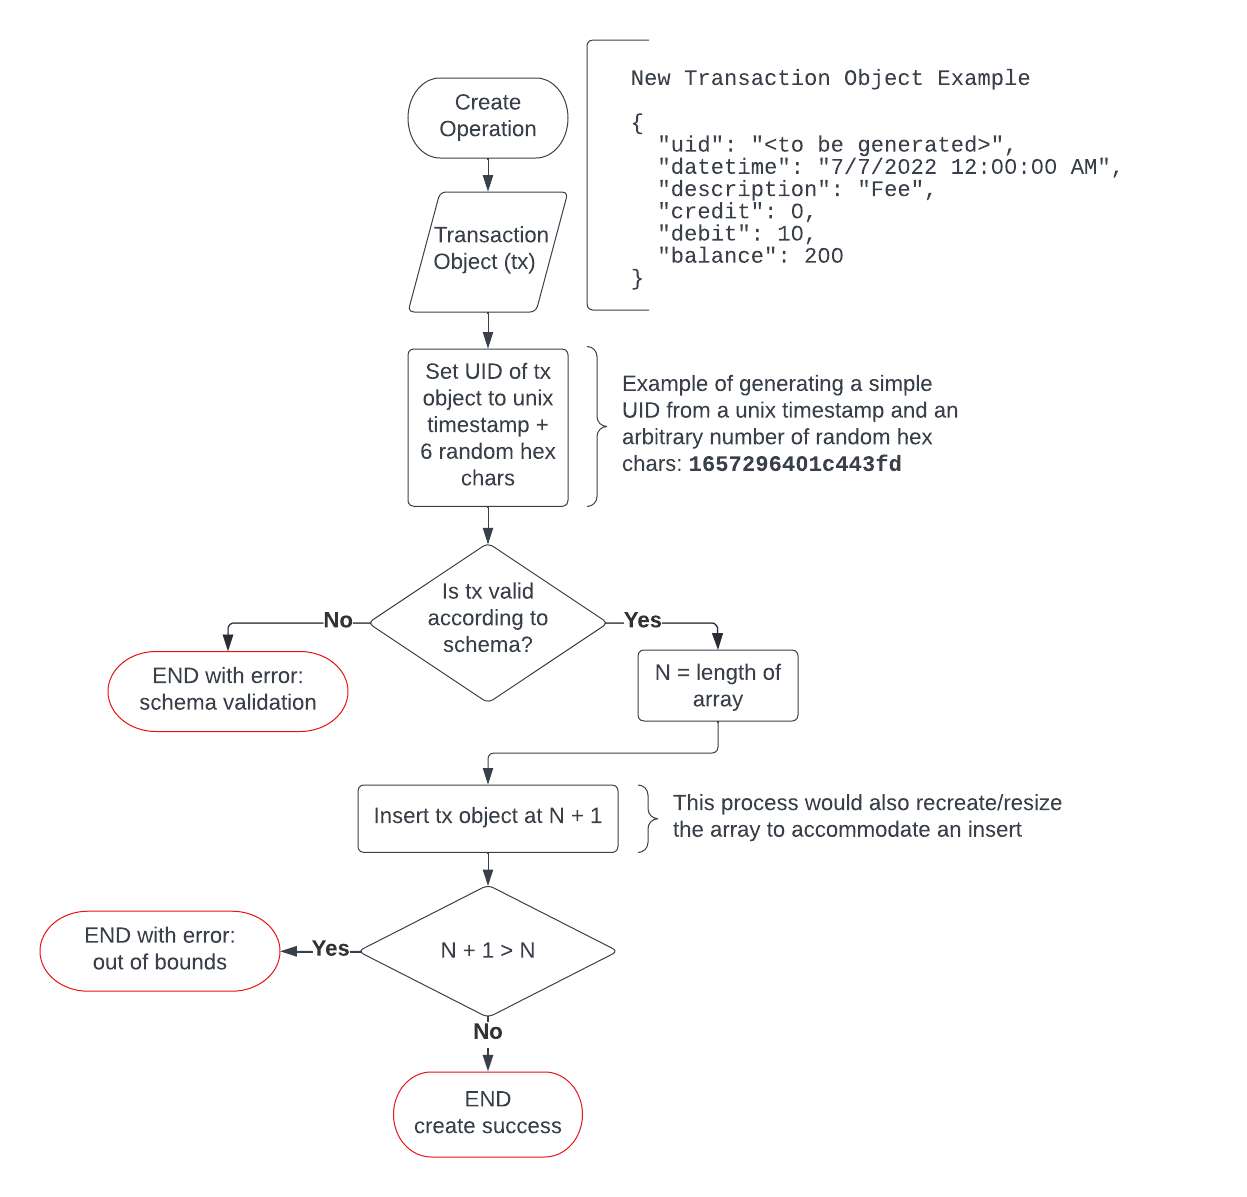 Create
Operation
New Transaction Object Example
{
"uid": "<to be generated>",
"datetime": "7/7/2022 12:00:00 AM",
"description": "Fee",
"credit": 0,
"debit": 10,
"balance": 200
}
Transaction
Object (tx)
Set UID of tx
object to unix
timestamp +
6 random hex
chars
Example of generating a simple
UID from a unix timestamp and an
arbitrary number of random hex
chars: 1657296401c443fd
Is tx valid
according to
schema?
No
Yes
END with error:
schema validation
N = length of
array
Insert tx object at N + 1
This process would also recreate/resize
the array to accommodate an insert
N + 1 > N
Yes
END with error:
out of bounds
No
END
create success